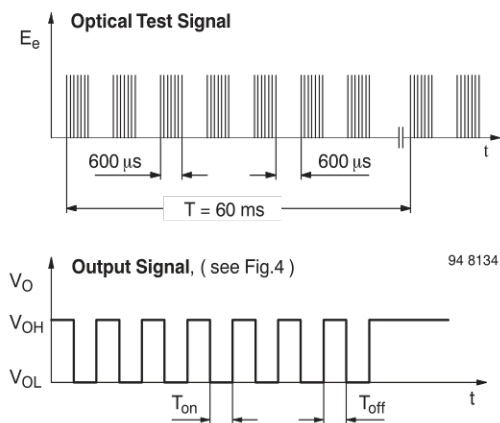 Optical Test Signal
Ee
t
600 μs
600 μs
T = 60 ms
Output Signal, ( see Fig.4 )
94 8134
VO
VOH
VOL
Ton
Toff
t